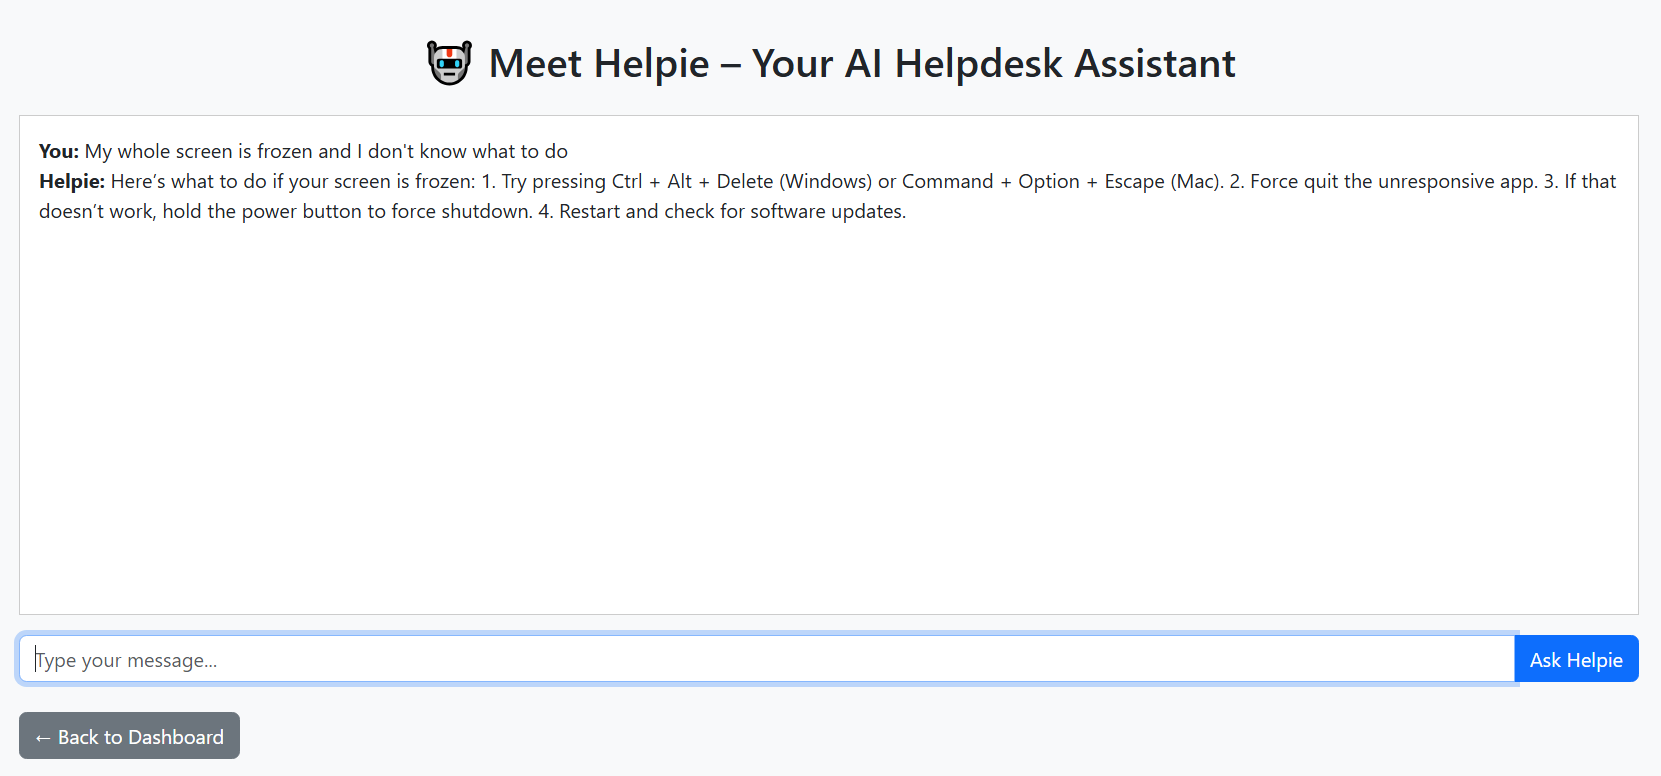 Meet Helpie – Your AI Helpdesk Assistant
You: My whole screen is frozen and I don't know what to do
Helpie: Here’s what to do if your screen is frozen: 1. Try pressing Ctrl + Alt + Delete (Windows) or Command + Option + Escape (Mac). 2. Force quit the unresponsive app. 3. If that
doesn’t work, hold the power button to force shutdown. 4. Restart and check for software updates.
Type your message...
Ask Helpie
← Back to Dashboard